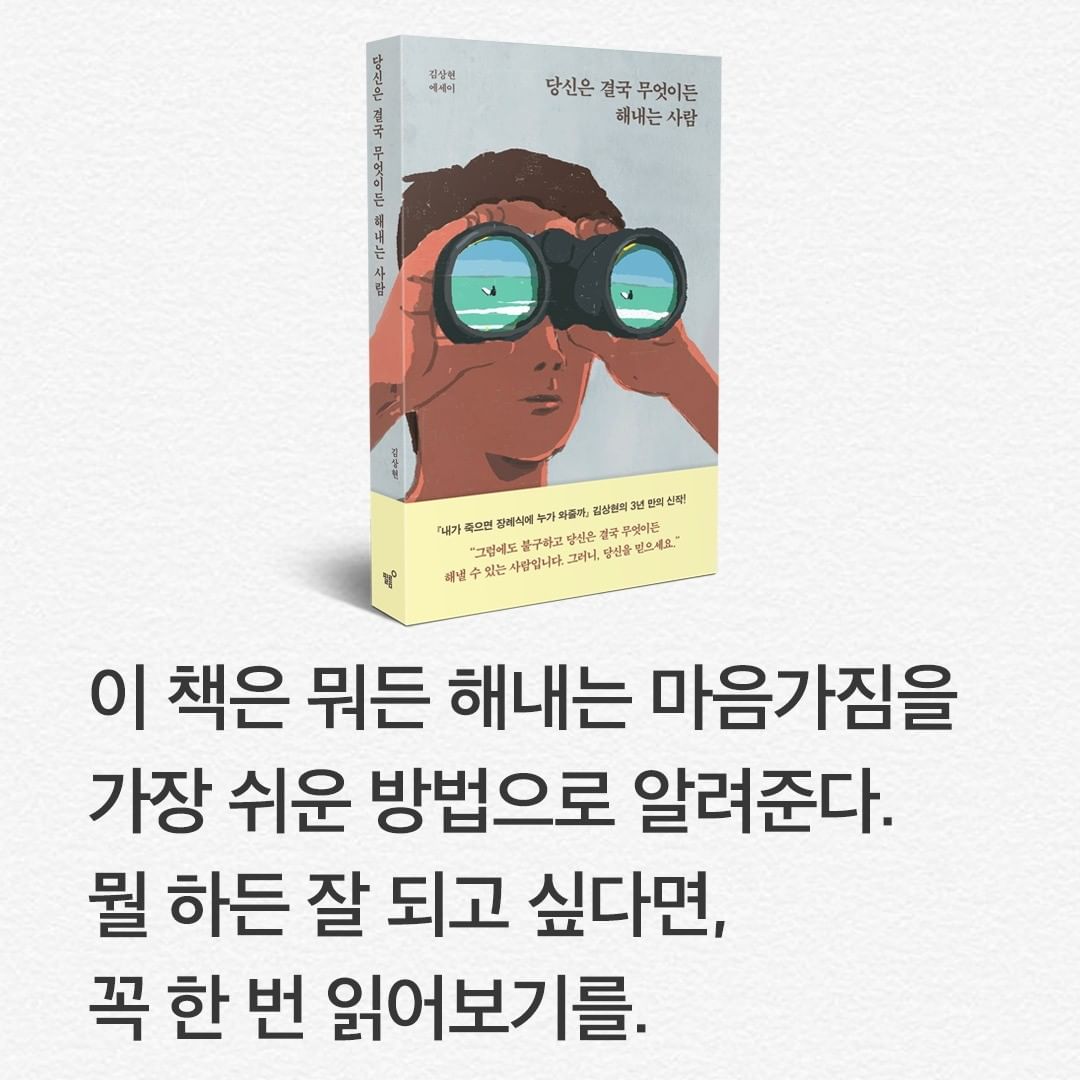 당신은 결국 무엇이든 해내는 사람
김상현
김상현
에세이
당신은 결국 무엇이든
해내는 사람
『내가 죽으면 장례식에 누가 와줄까』 김상현의 3년 만의 신작!
“그럼에도 불구하고 당신은 결국 무엇이든
해낼 수 있는 사람입니다. 그러니, 당신을 믿으세요.”
필름
이 책은 뭐든 해내는 마음가짐을
가장 쉬운 방법으로 알려준다.
뭘 하든 잘 되고 싶다면,
꼭 한 번 읽어보기를.